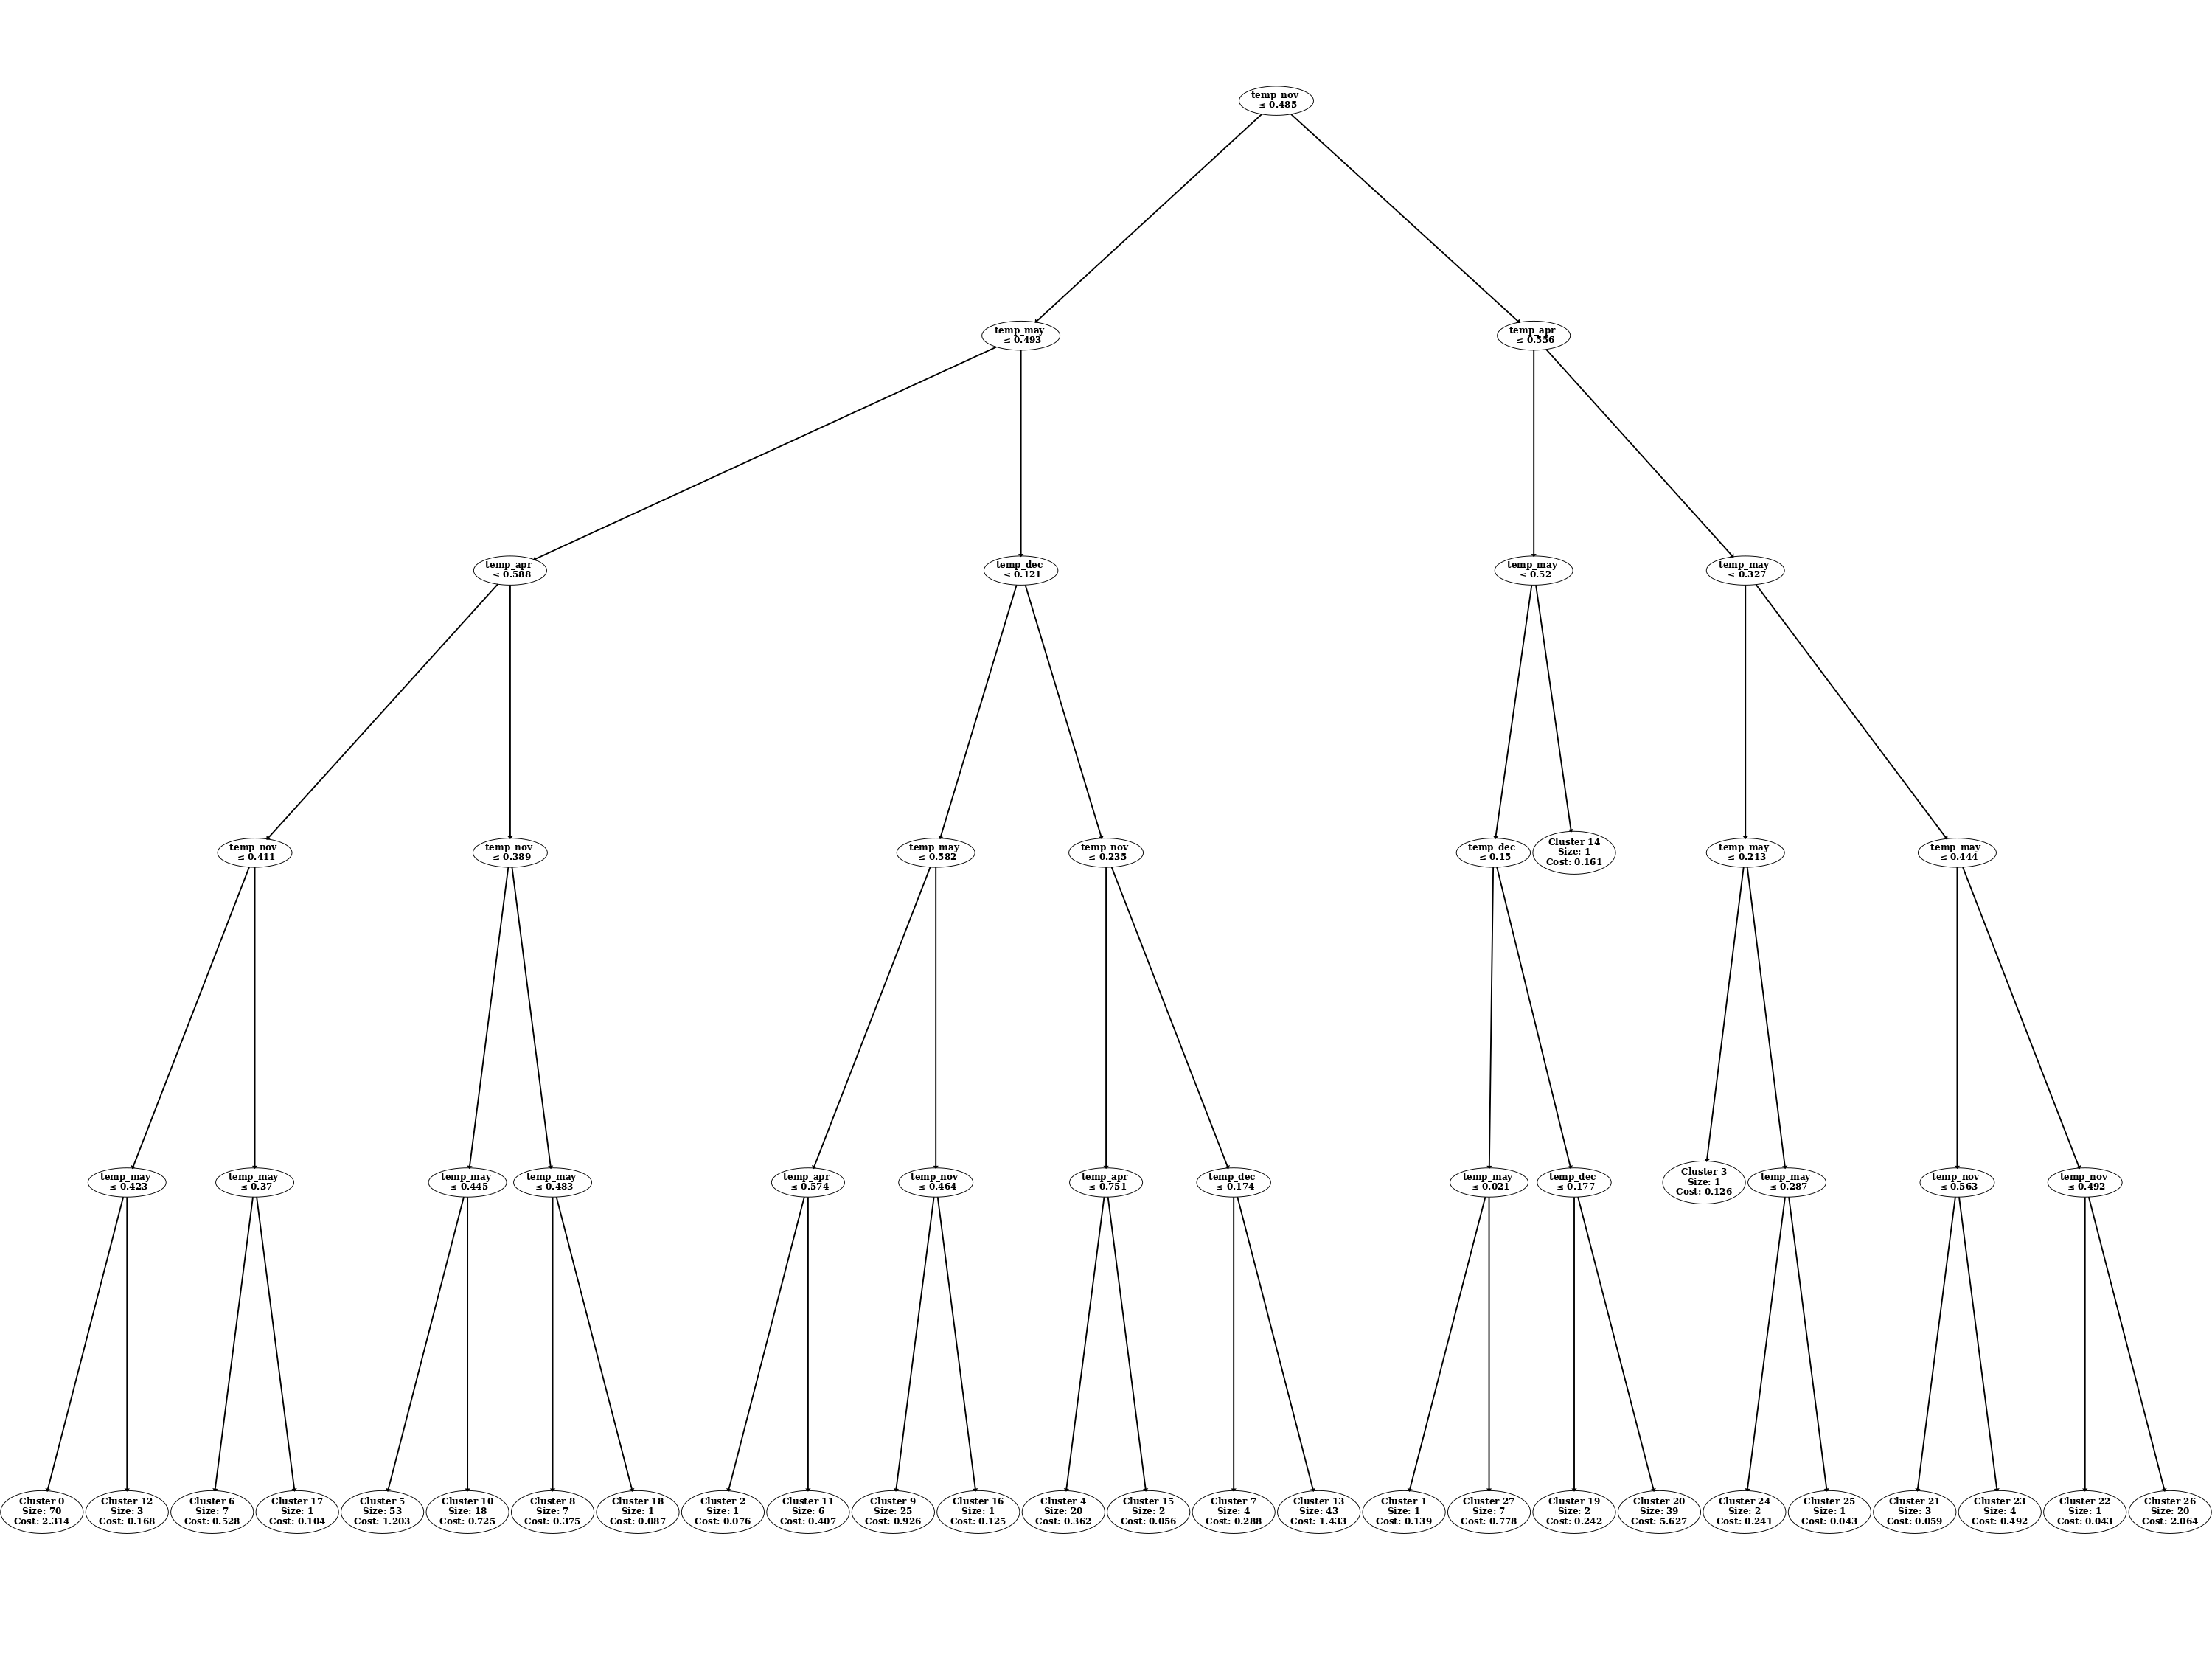 temp_nov
≤ 0.485
temp_may
≤ 0.493
temp_apr
≤ 0.556
temp_apr
≤ 0.588
temp_dec
≤ 0.121
temp_may
≤ 0.52
temp_may
≤ 0.327
temp_nov
≤ 0.411
temp_nov
≤ 0.389
temp_may
≤ 0.582
temp_nov
≤ 0.235
temp_dec
≤ 0.15
Cluster 14
Size: 1
Cost: 0.161
temp_may
≤ 0.213
temp_may
≤ 0.444
temp_may
≤ 0.423
temp_may
≤ 0.37
temp_may
≤ 0.445
temp_may
≤ 0.483
temp_apr
≤ 0.574
temp_nov
≤ 0.464
temp_apr
≤ 0.751
temp_dec
≤ 0.174
temp_may
≤ 0.021
temp_dec
≤ 0.177
Cluster 3
Size: 1
Cost: 0.126
temp_may
≤ 0.287
temp_nov
≤ 0.563
temp_nov
≤ 0.492
Cluster 0
Size: 70
Cost: 2.314
Cluster 12
Size: 3
Cost: 0.168
Cluster 6
Size: 7
Cost: 0.528
Cluster 17
Size: 1
Cost: 0.104
Cluster 5
Size: 53
Cost: 1.203
Cluster 10
Size: 18
Cost: 0.725
Cluster 8
Size: 7
Cost: 0.375
Cluster 18
Size: 1
Cost: 0.087
Cluster 2
Size: 1
Cost: 0.076
Cluster 11
Size: 6
Cost: 0.407
Cluster 9
Size: 25
Cost: 0.926
Cluster 16
Size: 1
Cost: 0.125
Cluster 4
Size: 20
Cost: 0.362
Cluster 15
Size: 2
Cost: 0.056
Cluster 7
Size: 4
Cost: 0.288
Cluster 13
Size: 43
Cost: 1.433
Cluster 1
Size: 1
Cost: 0.139
Cluster 27
Size: 7
Cost: 0.778
Cluster 19
Size: 2
Cost: 0.242
Cluster 20
Size: 39
Cost: 5.627
Cluster 24
Size: 2
Cost: 0.241
Cluster 25
Size: 1
Cost: 0.043
Cluster 21
Size: 3
Cost: 0.059
Cluster 23
Size: 4
Cost: 0.492
Cluster 22
Size: 1
Cost: 0.043
Cluster 26
Size: 20
Cost: 2.064